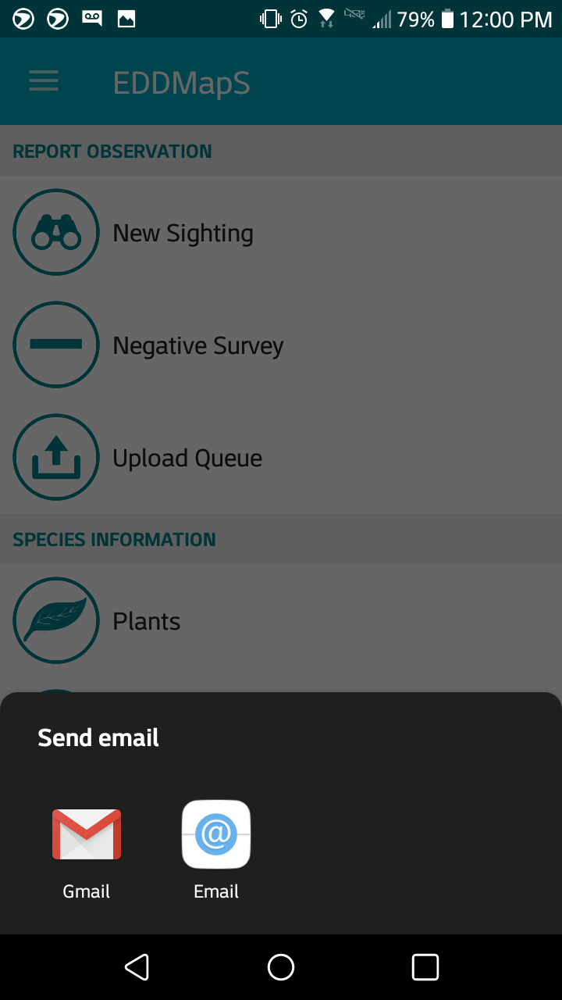 79% 12:00 PM
EDDMapS
REPORT OBSERVATION
New Sighting
Negative Survey
Upload Queue
SPECIES INFORMATION
Plants
Send email
@
Gmail
Email